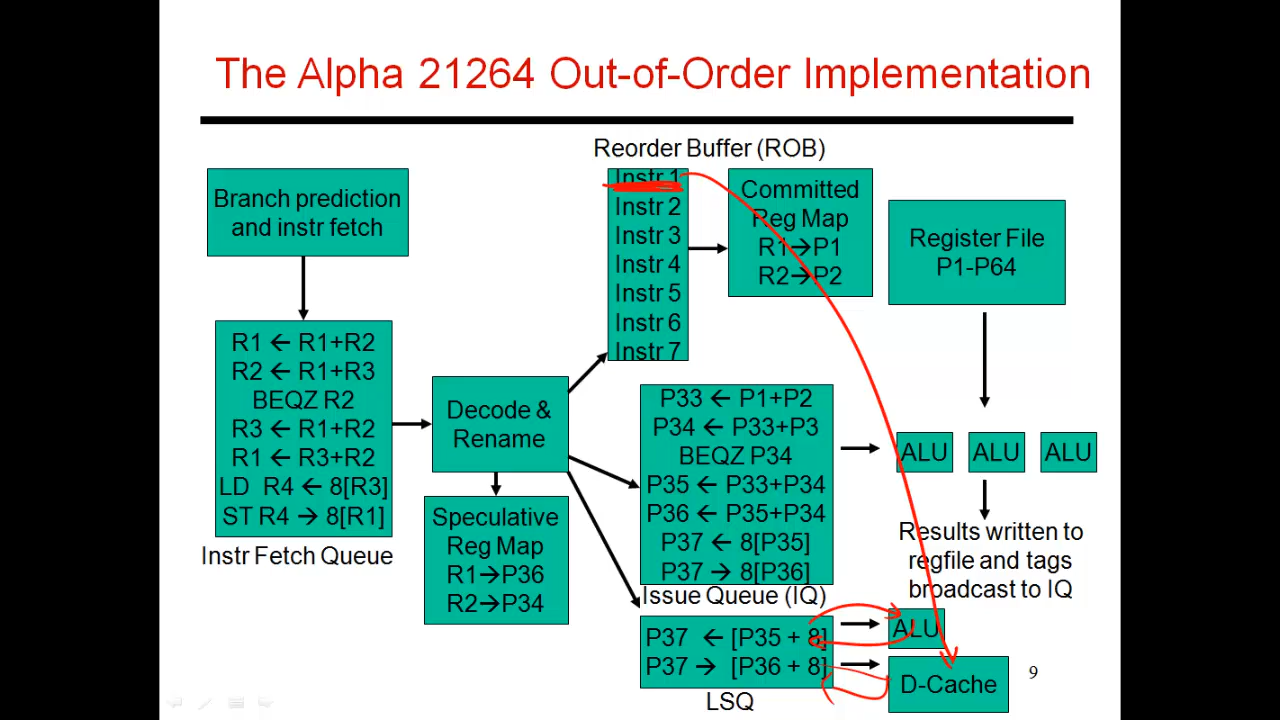 The Alpha 21264 Out-of-Order Implementation
Reorder Buffer (ROB)
Branch prediction
and instr fetch
Instr 1
Instr 2
Instr 3
Instr 4
Instr 5
Instr 6
Instr 7
Committed
Reg Map
R1→P1
R2→P2
Register File
P1-P64
R1 ← R1+R2
R2 ← R1+R3
BEQZ R2
R3 ← R1+R2
R1 ← R3+R2
LD R4 ← 8[R3]
ST R4 → 8[R1]
Instr Fetch Queue
Decode &
Rename
Speculative
Reg Map
R1→P36
R2→P34
P33 ← P1+P2
P34 ← P33+P3
BEQZ P34
P35 ← P33+P34
P36 ← P35+P34
P37 ← 8[P35]
P37 → 8[P36]
Issue Queue (IQ)
ALU ALU ALU
Results written to
regfile and tags
broadcast to IQ
P37 ← [P35 + 8]
P37 → [P36 + 8]
LSQ
ALU
D-Cache
9